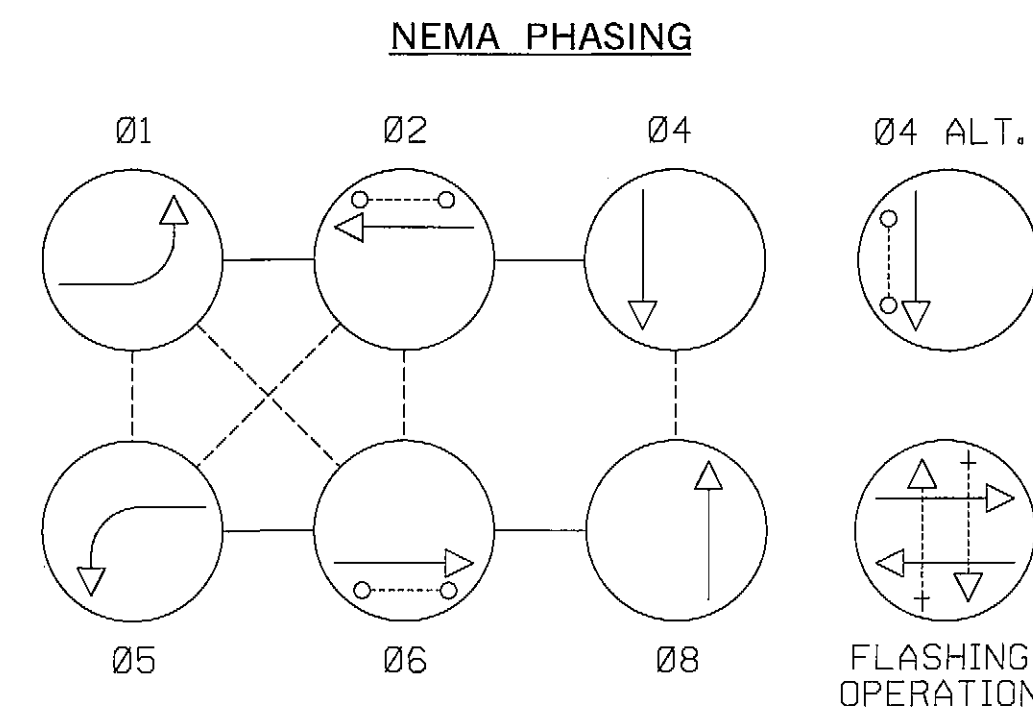 NEMA PHASING
Ø1
Ø2
Ø4
Ø4 ALT.
Ø5
Ø6
Ø8
FLASHING
OPERATION